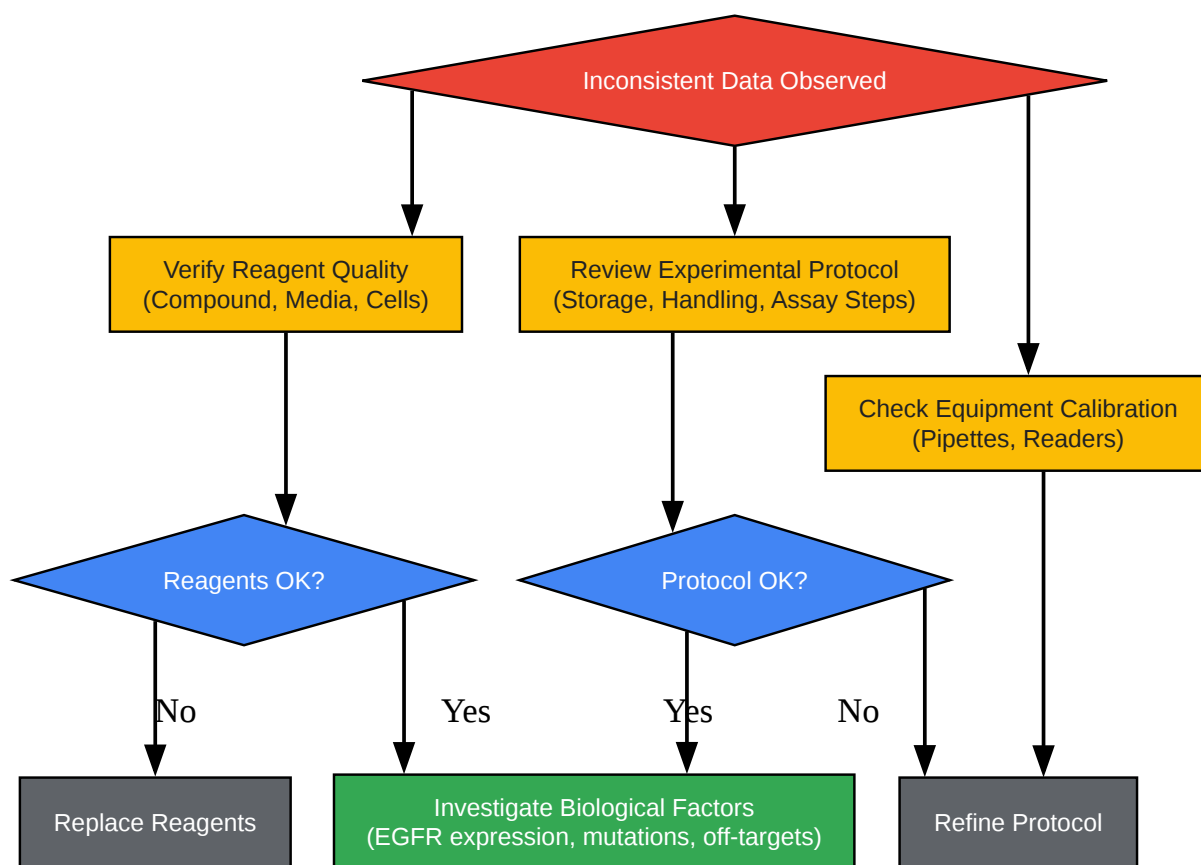 Inconsistent Data Observed
Verify Reagent Quality
(Compound, Media, Cells)
Review Experimental Protocol
(Storage, Handling, Assay Steps)
Check Equipment Calibration
(Pipettes, Readers)
Reagents OK?
Protocol OK?
No
Yes
Yes
No
Replace Reagents
Investigate Biological Factors
(EGFR expression, mutations, off-targets)
Refine Protocol